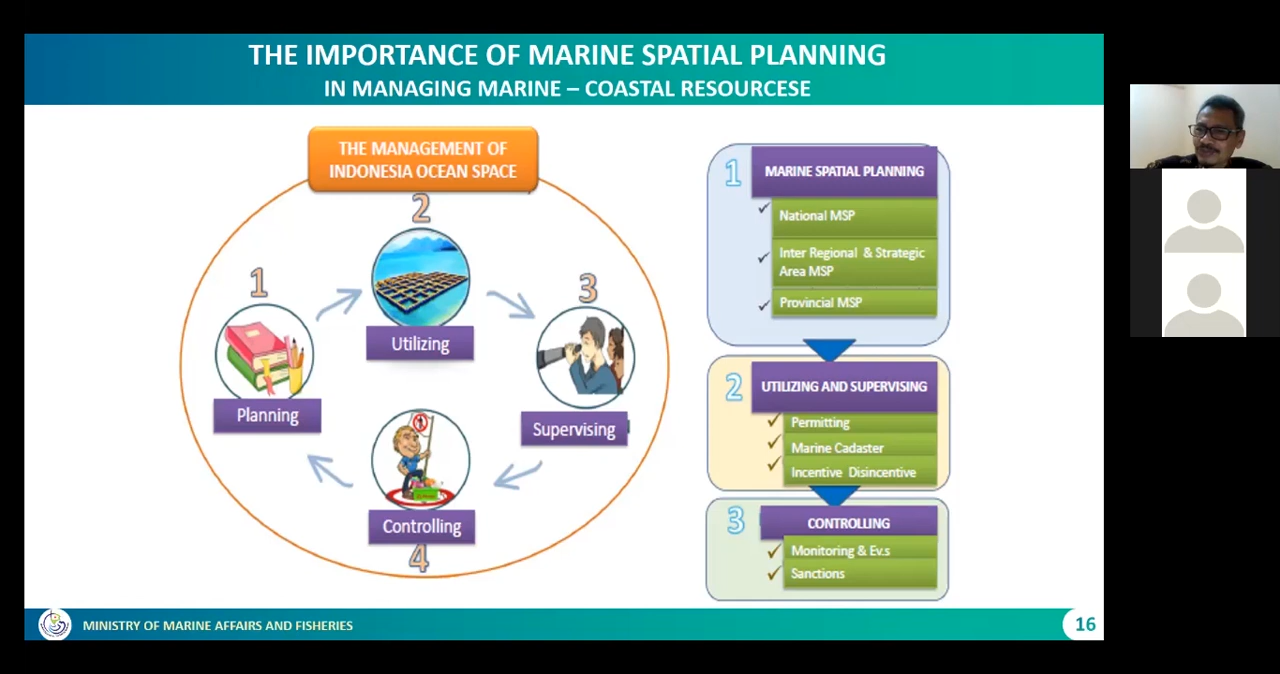 THE IMPORTANCE OF MARINE SPATIAL PLANNING
IN MANAGING MARINE – COASTAL RESOURCESE
THE MANAGEMENT OF
INDONESIA OCEAN SPACE
1
Planning
2
Utilizing
3
Supervising
Controlling
4
1
MARINE SPATIAL PLANNING
National MSP
Inter Regional & Strategic
Area MSP
Provincial MSP
2
UTILIZING AND SUPERVISING
Permitting
Marine Cadaster
Incentive Disincentive
3
CONTROLLING
Monitoring & Ev.s
Sanctions
MINISTRY OF MARINE AFFAIRS AND FISHERIES
16